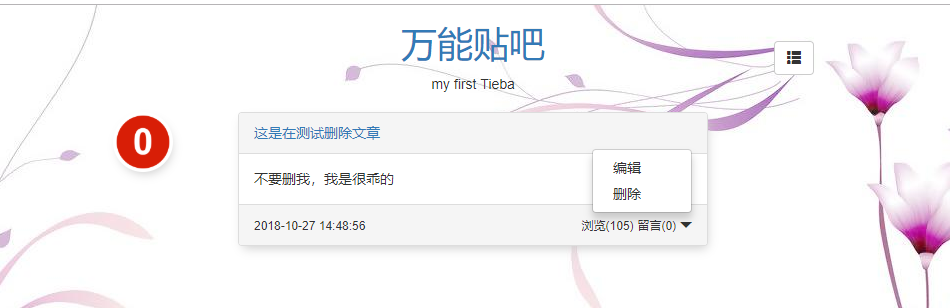 万能贴吧
my first Tieba
0
这是在测试删除文章
不要删我，我是很乖的
编辑
删除
2018-10-27 14:48:56 浏览(105) 留言(0)